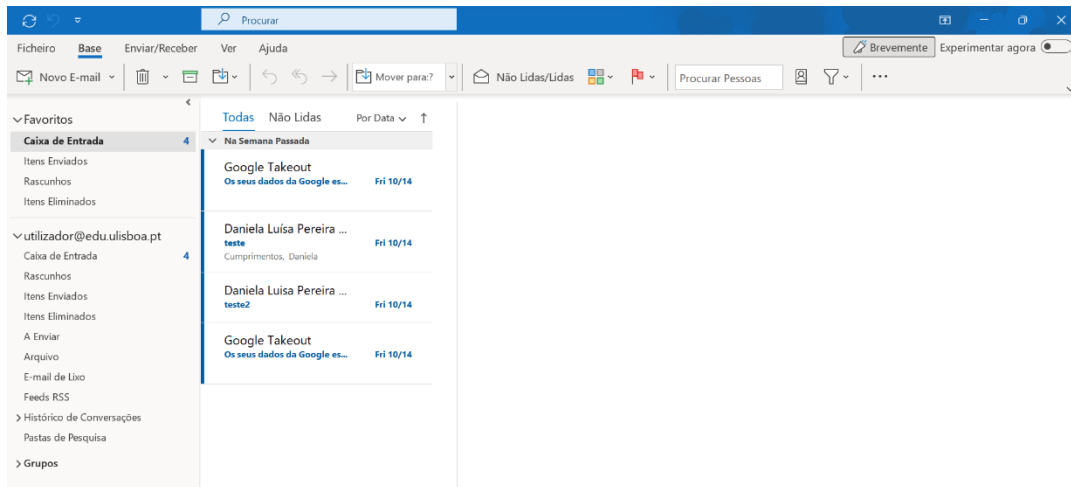 Procurar
Ficheiro Base Enviar/Receber Ver Ajuda Brevemente Experimentar agora
Novo E-mail Mover para:? Não Lidas/Lidas Procurar Pessoas
Favoritos
Caixa de Entrada 4
Itens Enviados
Rascunhos
Itens Eliminados
utilizador@edu.ulisboa.pt
Caixa de Entrada 4
Rascunhos
Itens Enviados
Itens Eliminados
A Enviar
Arquivo
E-mail de Lixo
Feeds RSS
Histórico de Conversações
Pastas de Pesquisa
Grupos
Todas Não Lidas Por Data
Na Semana Passada
Google Takeout
Os seus dados da Google es... Fri 10/14
Daniela Luísa Pereira ...
teste Fri 10/14
Cumprimentos, Daniela
Daniela Luisa Pereira ...
teste2 Fri 10/14
Google Takeout
Os seus dados da Google es... Fri 10/14